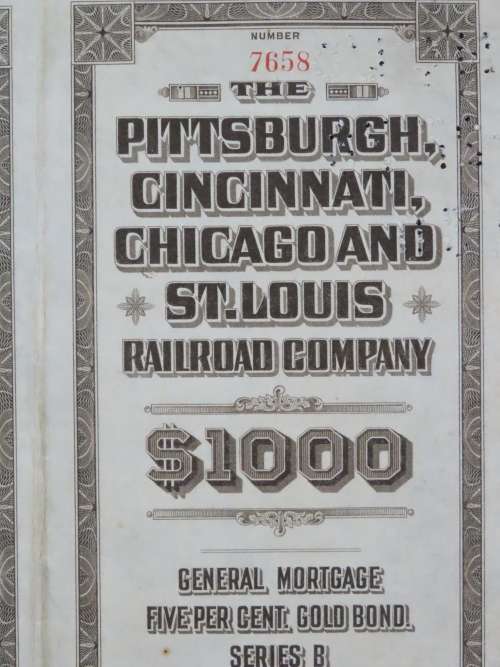 NUMBER
7658
THE
PITTSBURGH,
CINCINNATI,
CHICAGO AND
ST. LOUIS
RAILROAD COMPANY
$1000
GENERAL MORTGAGE
FIVE PER CENT. GOLD BOND.
SERIES B